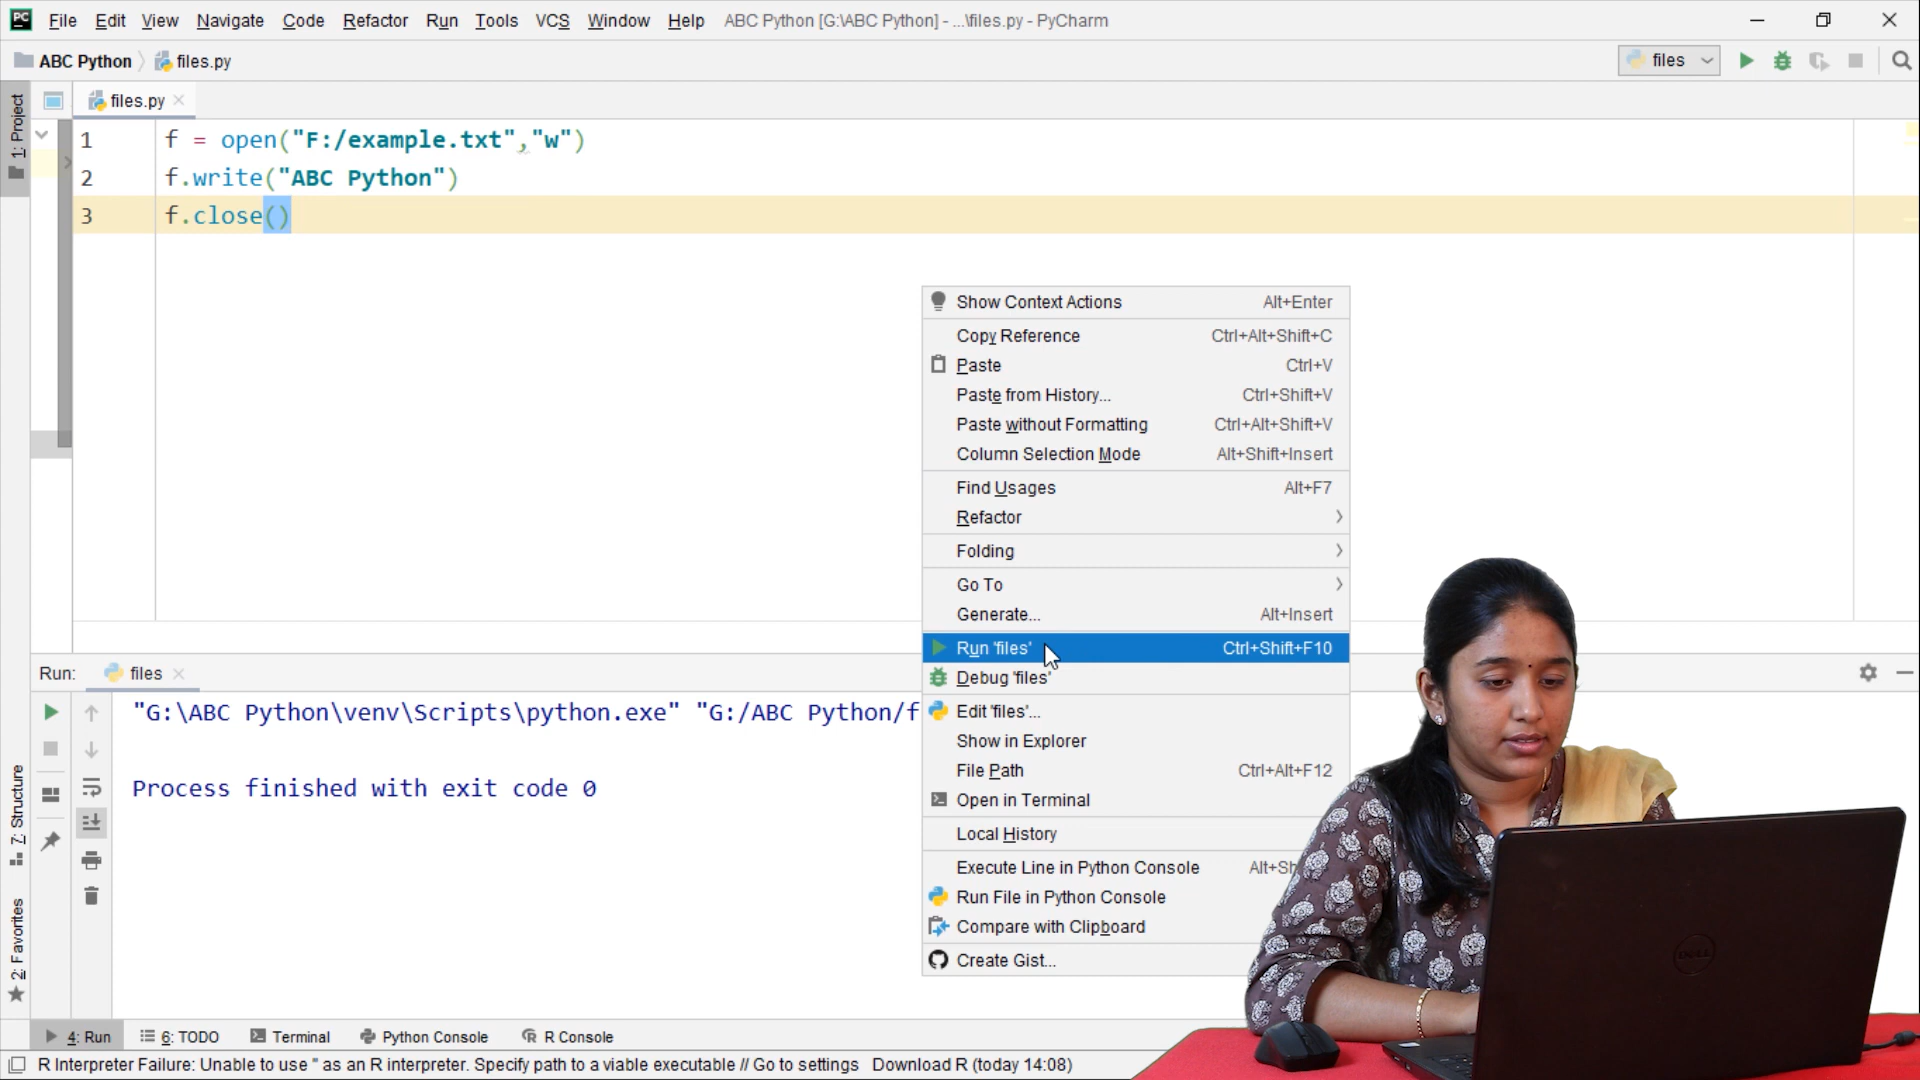 PC File Edit View Navigate Code Refactor Run Tools VCS Window Help ABC Python [G:\ABC Python] - ...\files.py - PyCharm
ABC Python files.py files
1: Project
files.py
1 f = open("F:/example.txt","w")
2 f.write("ABC Python")
3 f.close()
Show Context Actions Alt+Enter
Copy Reference Ctrl+Alt+Shift+C
Paste Ctrl+V
Paste from History... Ctrl+Shift+V
Paste without Formatting Ctrl+Alt+Shift+V
Column Selection Mode Alt+Shift+Insert
Find Usages Alt+F7
Refactor
Folding
Go To
Generate... Alt+Insert
Run 'files' Ctrl+Shift+F10
Debug 'files'
Edit 'files'...
Show in Explorer
File Path Ctrl+Alt+F12
Open in Terminal
Local History
Execute Line in Python Console
Run File in Python Console
Compare with Clipboard
Create Gist...
Run: files
"G:\ABC Python\venv\Scripts\python.exe" "G:/ABC Python/f
Process finished with exit code 0
7: Structure
2: Favorites
DELL
4: Run 6: TODO Terminal Python Console R Console
R Interpreter Failure: Unable to use '' as an R interpreter. Specify path to a viable executable // Go to settings Download R (today 14:08)